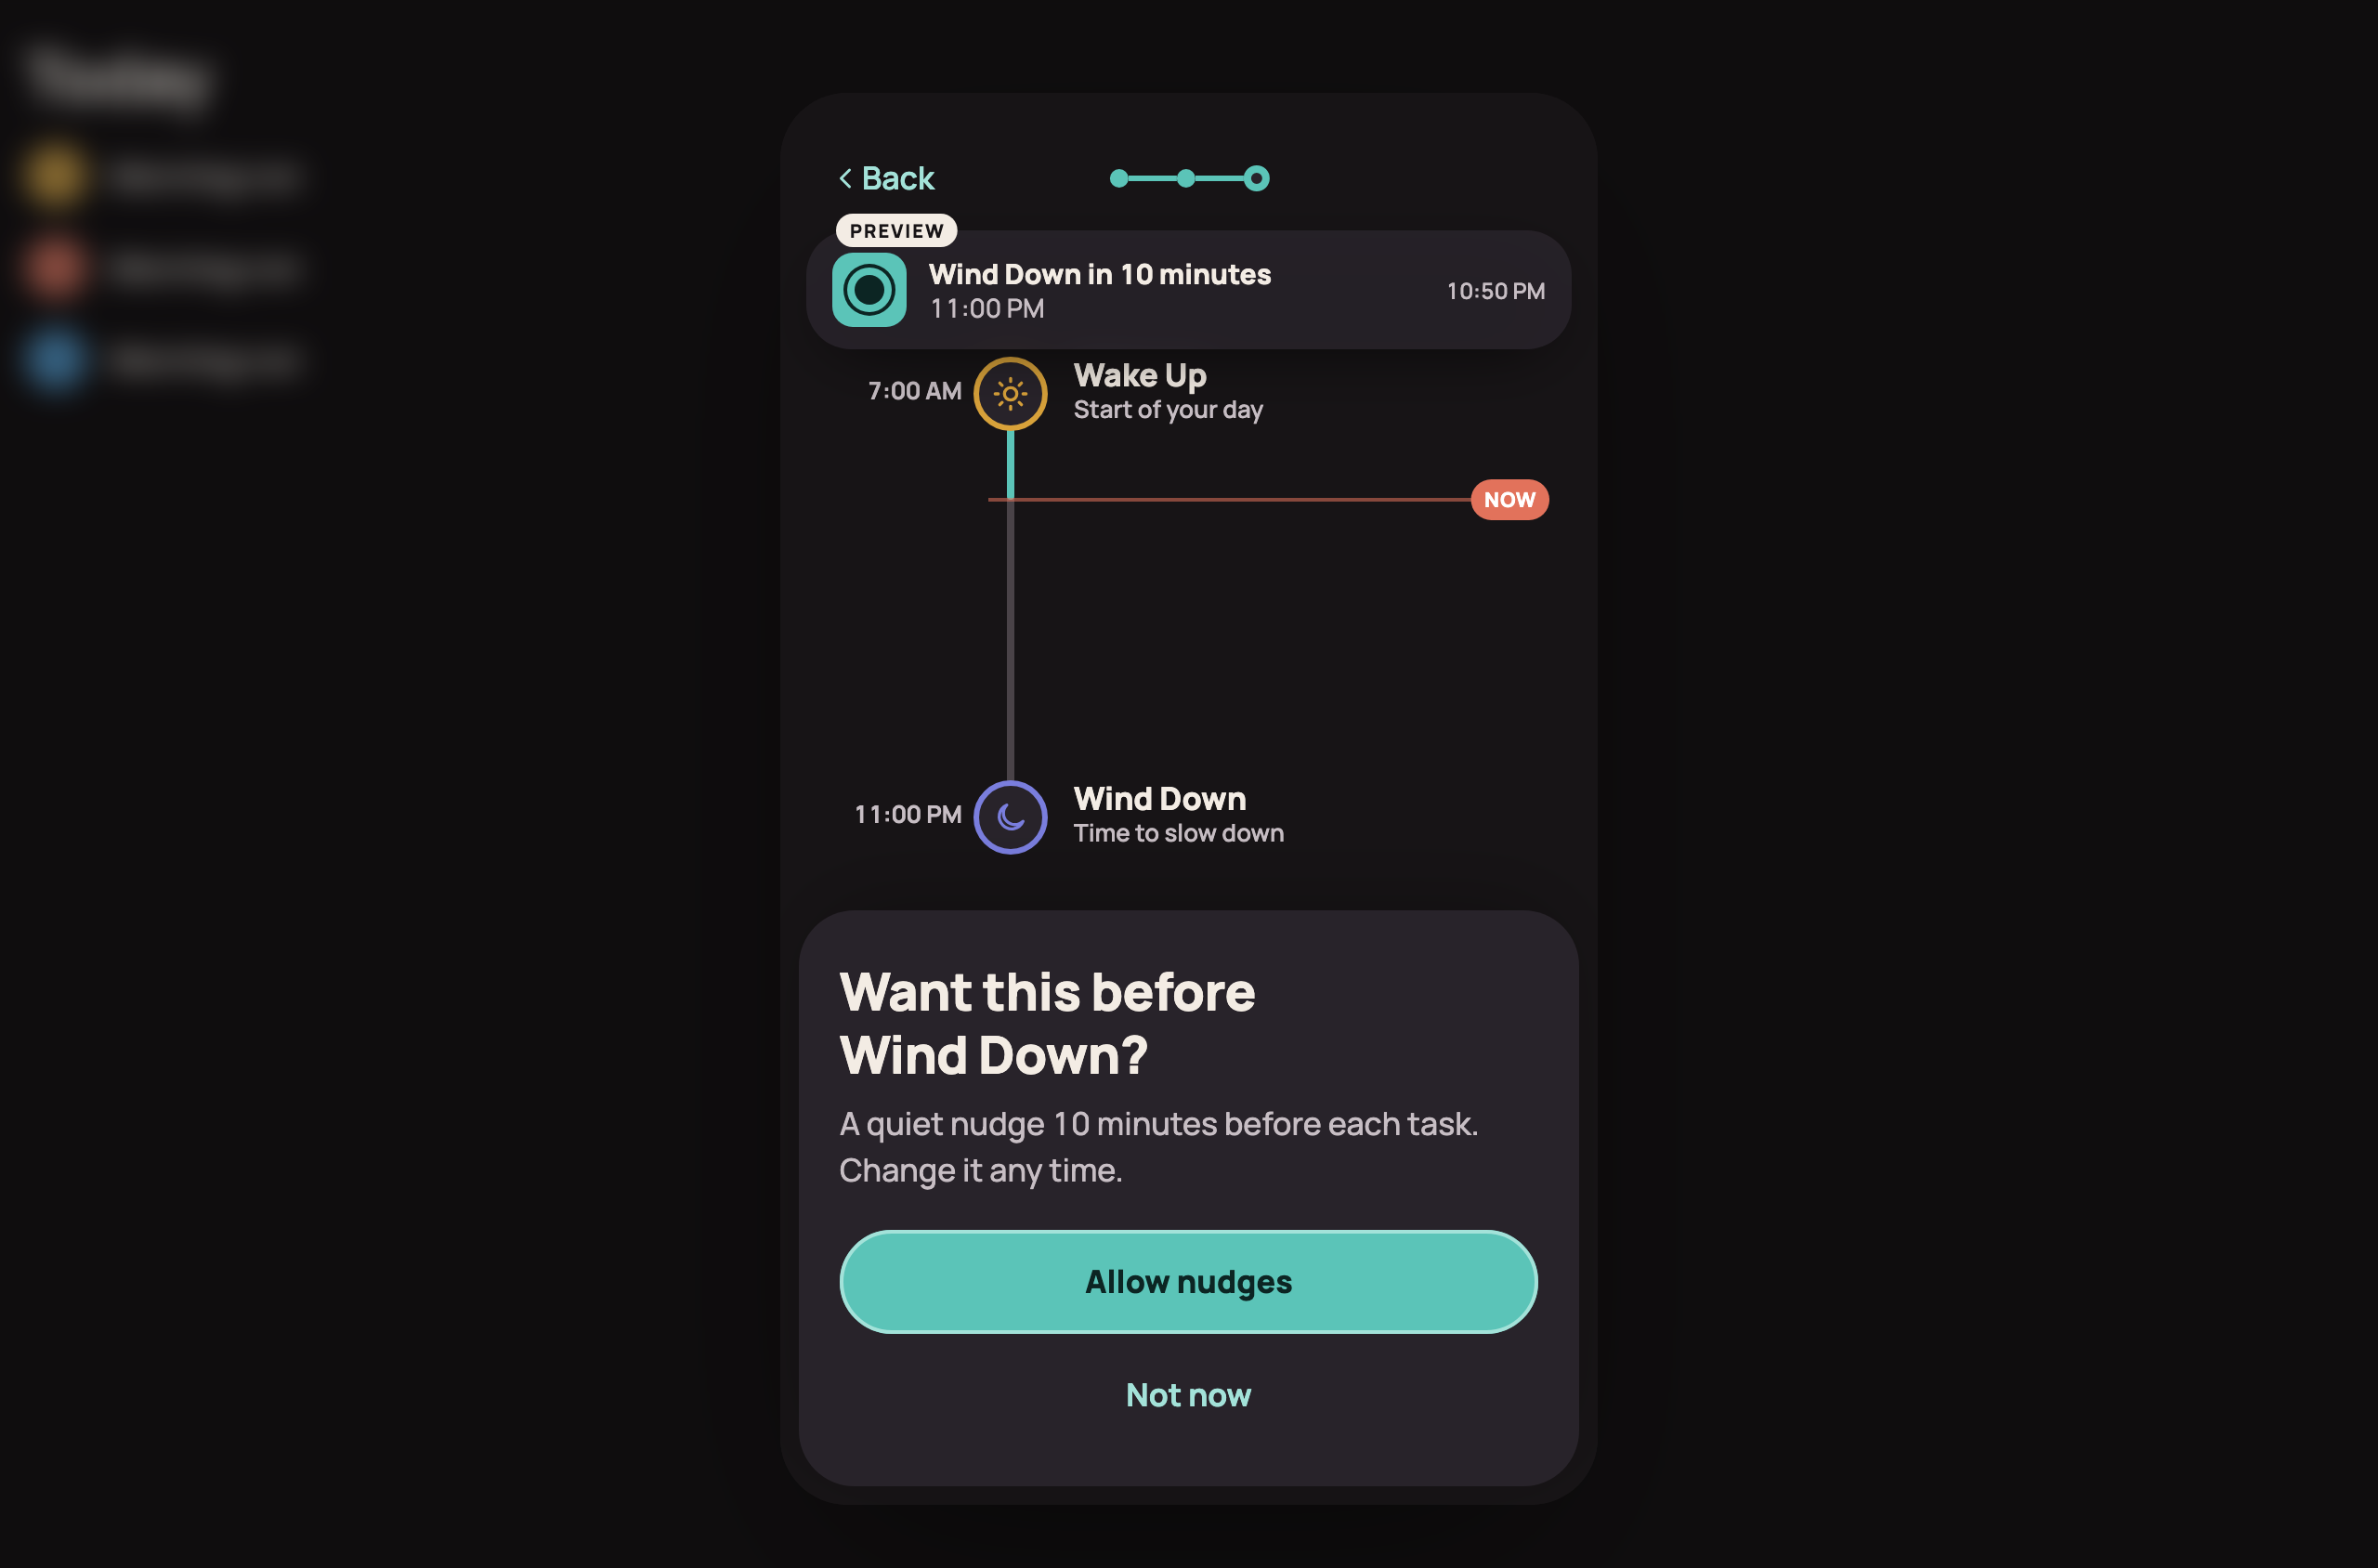 Today
Back
PREVIEW
Wind Down in 10 minutes
11:00 PM
10:50 PM
7:00 AM
Wake Up
Start of your day
NOW
11:00 PM
Wind Down
Time to slow down
Want this before
Wind Down?
A quiet nudge 10 minutes before each task.
Change it any time.
Allow nudges
Not now